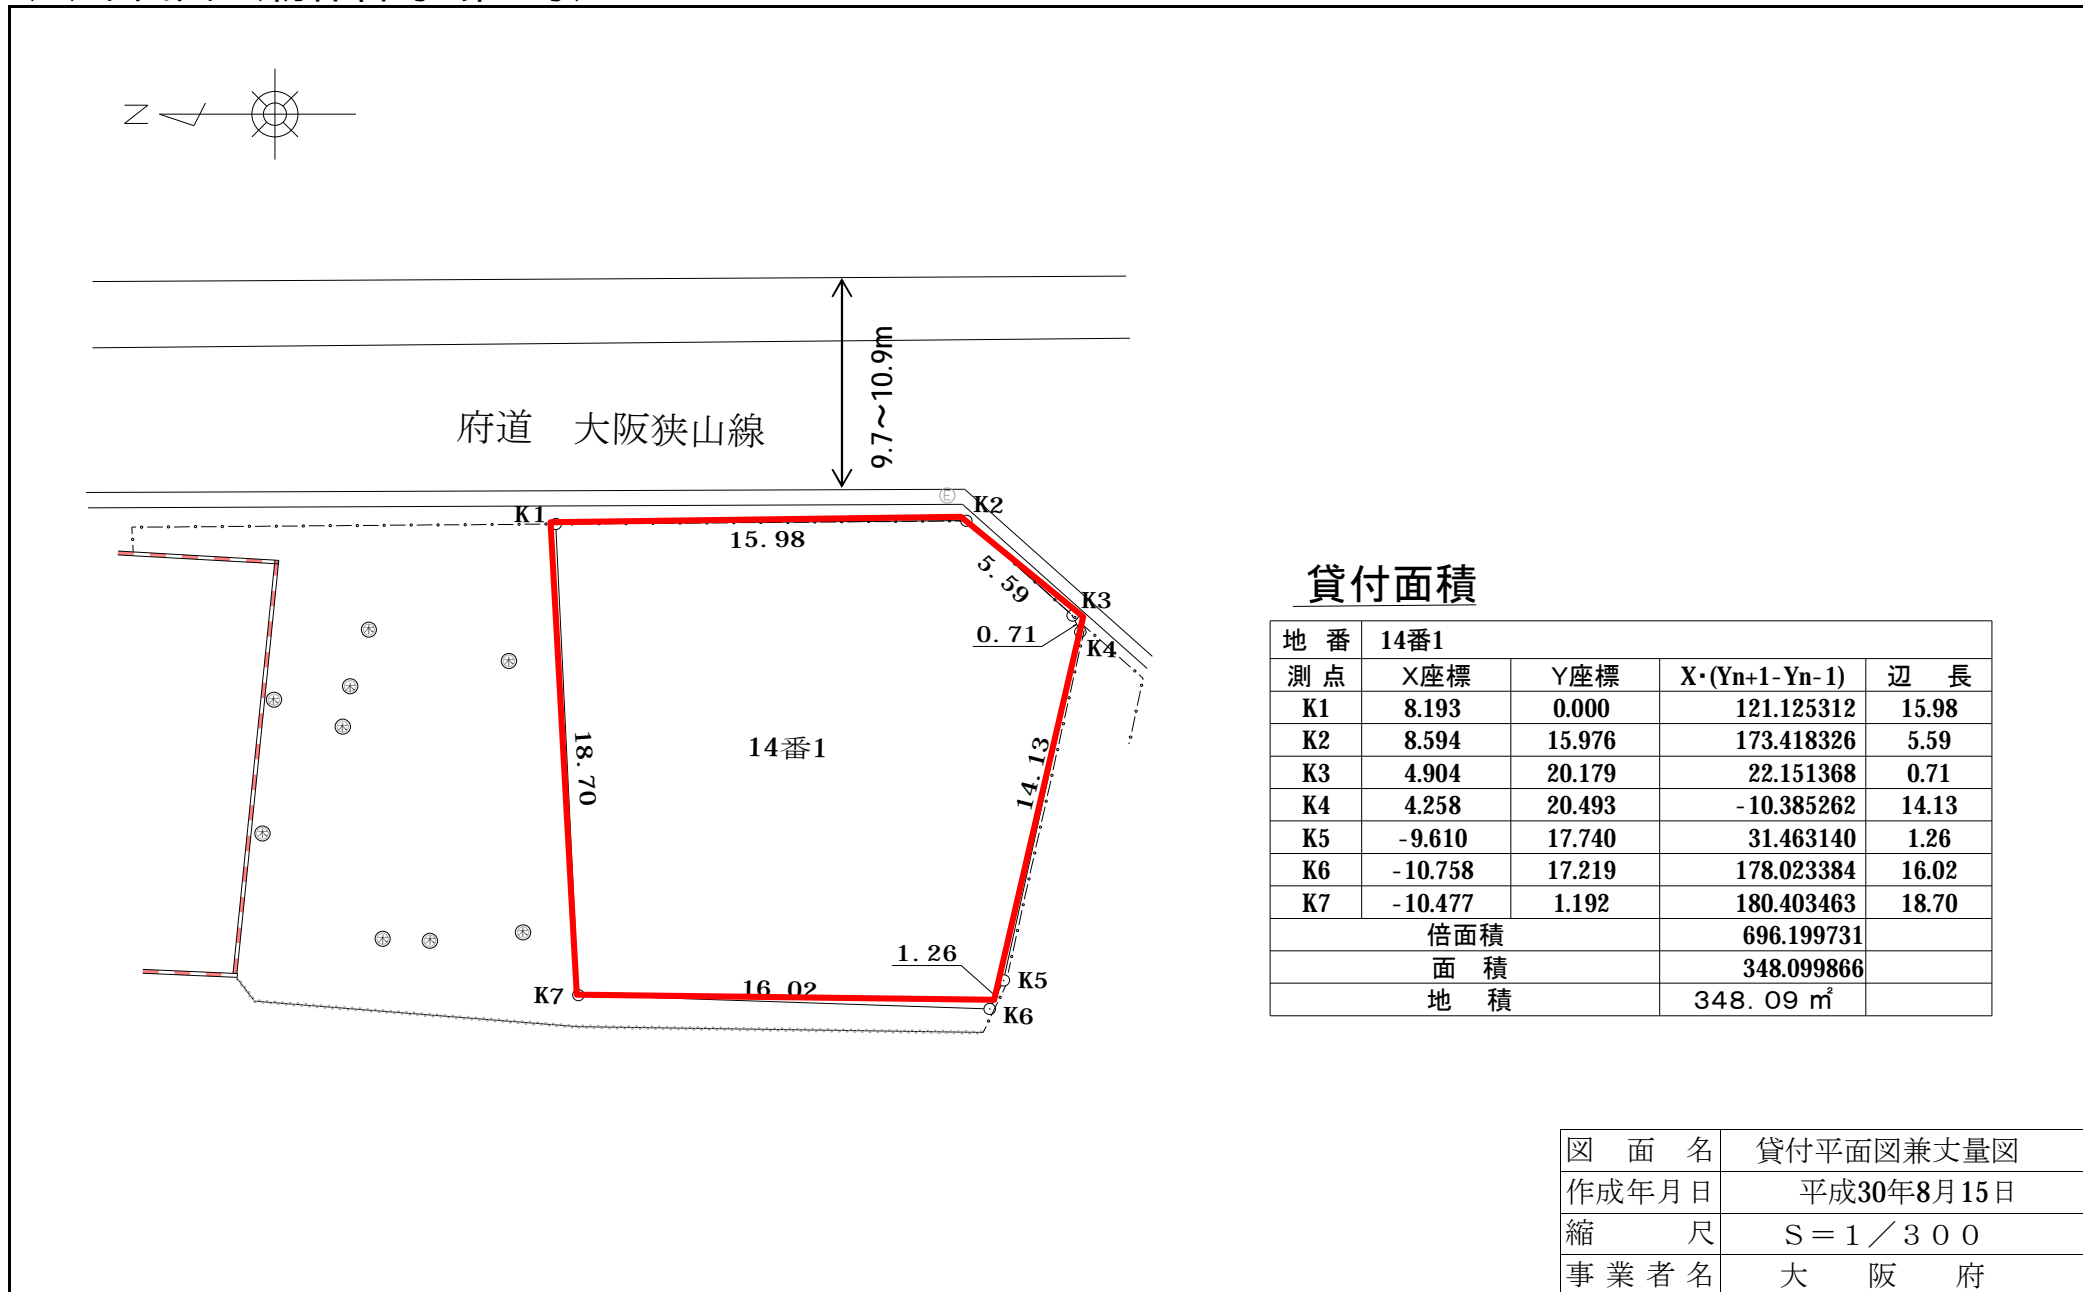 N
9.7～10.9m
府道　大阪狭山線
E
K1
K2
15.98
5.59
K3
0.71
K4
14番1
18.70
14.13
1.26
K5
K7
16.02
K6
木
木
木
木
木
木
木
木
木
貸付面積
地 番 14番1
測 点 X座標 Y座標 X･(Yn+1-Yn-1) 辺 長
K1 8.193 0.000 121.125312 15.98
K2 8.594 15.976 173.418326 5.59
K3 4.904 20.179 22.151368 0.71
K4 4.258 20.493 -10.385262 14.13
K5 -9.610 17.740 31.463140 1.26
K6 -10.758 17.219 178.023384 16.02
K7 -10.477 1.192 180.403463 18.70
倍面積 696.199731
面 積 348.099866
地 積 348.09 ㎡
図 面 名 貸付平面図兼丈量図
作成年月日 平成30年8月15日
縮 尺 S＝1／300
事業者名 大 阪 府